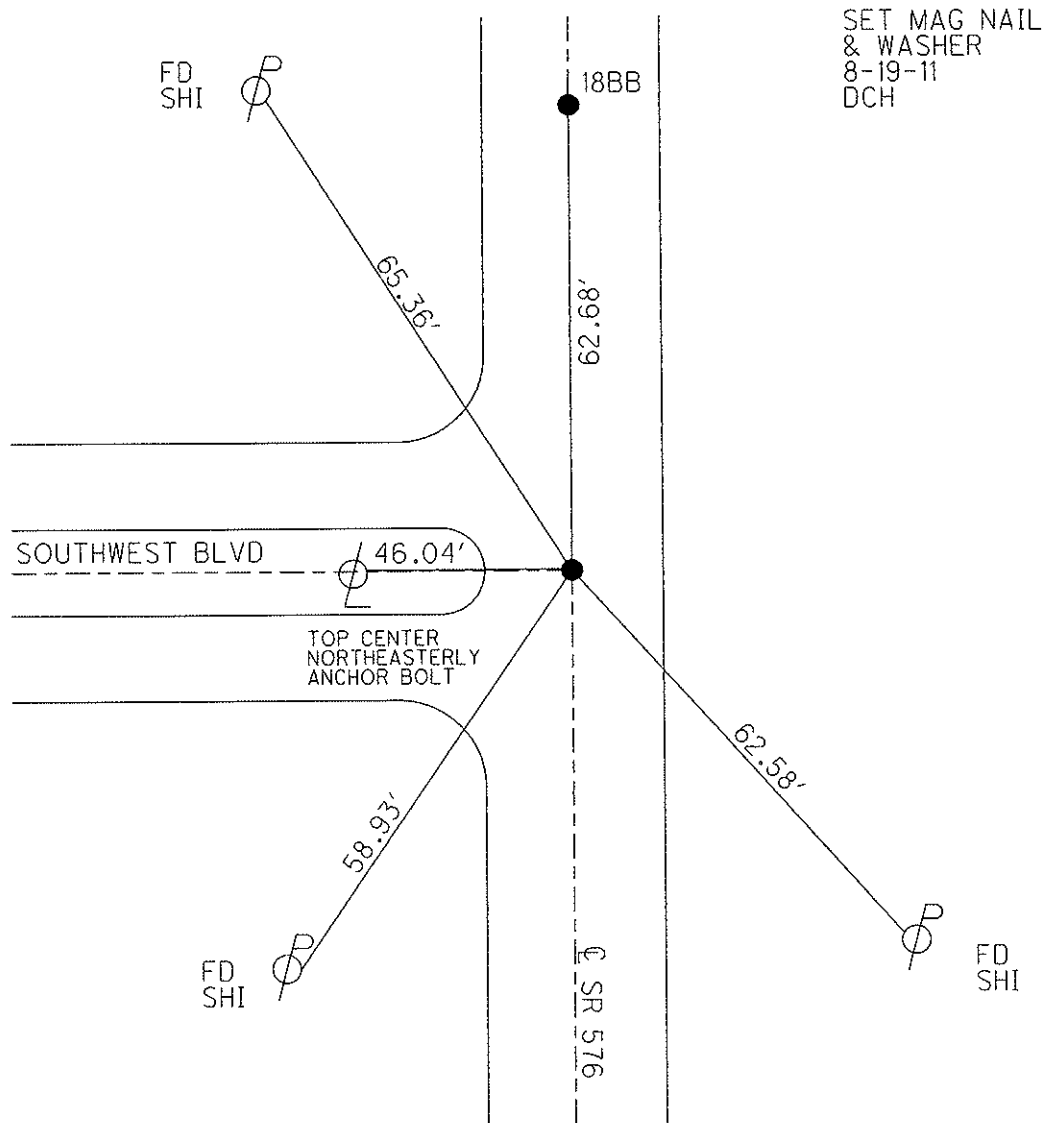 SET MAG NAIL
& WASHER
8-19-11
DCH
FD
SHI
P
18BB
65.36'
62.68'
SOUTHWEST BLVD
46.04'
L
TOP CENTER
NORTHEASTERLY
ANCHOR BOLT
58.93'
62.58'
P
FD
SHI
P
FD
SHI
℄ SR 576